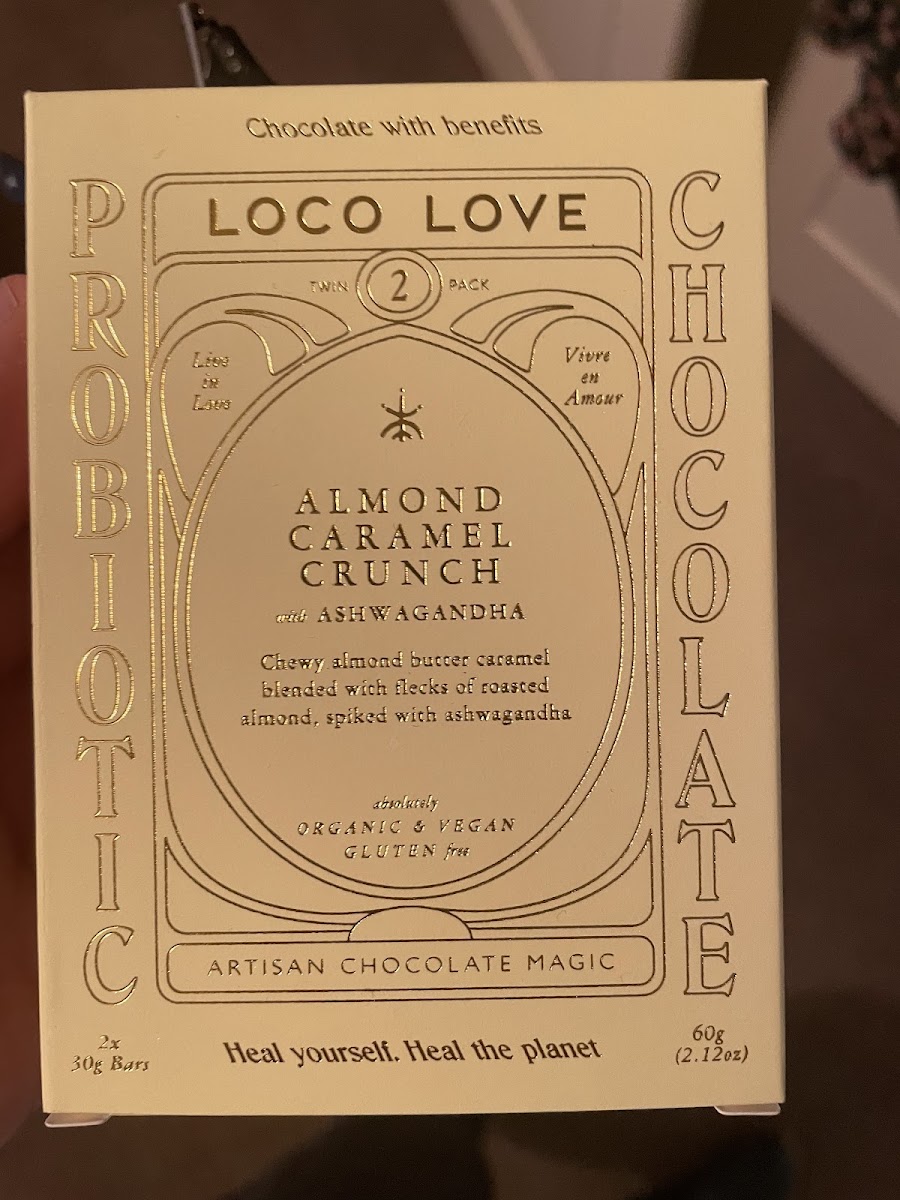 Chocolate with benefits
PROBIOTIC
CHOCOLATE
LOCO LOVE
TWIN 2 PACK
Live
in
Love
Vivre
en
Amour
ALMOND
CARAMEL
CRUNCH
with ASHWAGANDHA
Chewy almond butter caramel
blended with flecks of roasted
almond, spiked with ashwagandha
absolutely
ORGANIC & VEGAN
GLUTEN free
ARTISAN CHOCOLATE MAGIC
2x
30g Bars
Heal yourself. Heal the planet
60g
(2.12oz)